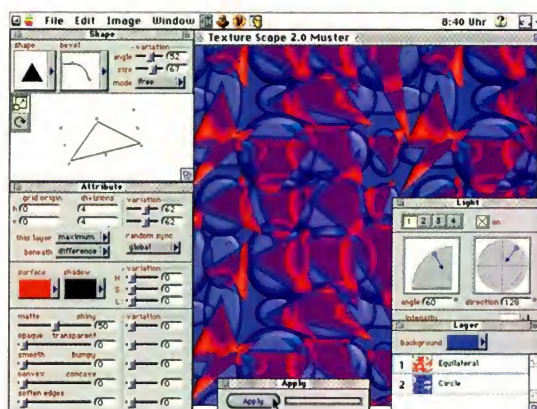 File Edit Image Window
8:40 Uhr
Shape
shape bevel variation
angle 52
size 67
mode free
Texture Scape 2.0 Muster
Attribute
grid origin divisions variation
h 0 4 62
v 0 4 62
this layer maximum random sync
beneath difference global
surface shadow variation
H 0
S 0
L 0
matte shiny variation
50 0
opaque transparent
0 0
smooth bumpy
0 0
convex concave
0 0
soften edges
0 0
Light
1 2 3 4 on
angle 60 ° direction 128 °
intensity
Layer
background
1 Equilateral
2 Circle
Apply
Apply